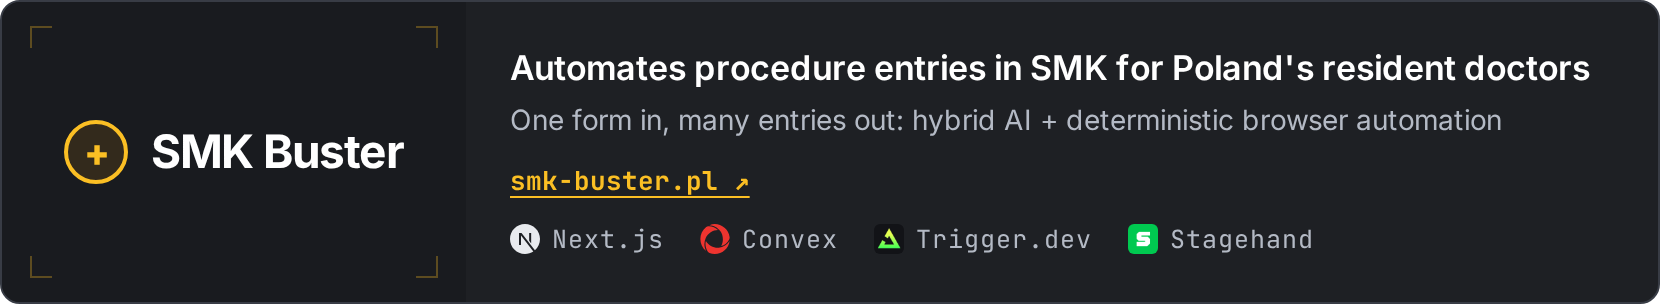 + SMK Buster
Automates procedure entries in SMK for Poland's resident doctors
One form in, many entries out: hybrid AI + deterministic browser automation
smk-buster.pl ↗
N Next.js Convex Trigger.dev S Stagehand